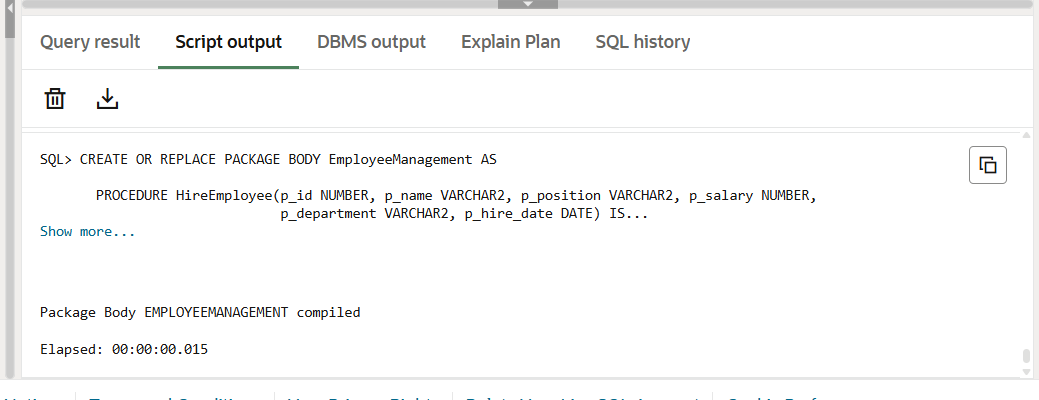 Query result Script output DBMS output Explain Plan SQL history
SQL> CREATE OR REPLACE PACKAGE BODY EmployeeManagement AS
PROCEDURE HireEmployee(p_id NUMBER, p_name VARCHAR2, p_position VARCHAR2, p_salary NUMBER,
p_department VARCHAR2, p_hire_date DATE) IS...
Show more...
Package Body EMPLOYEEMANAGEMENT compiled
Elapsed: 00:00:00.015